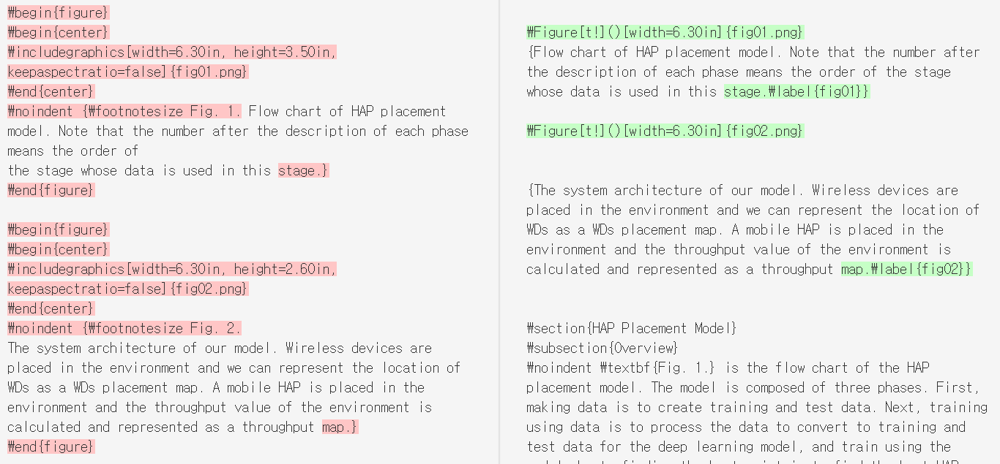 ₩begin{figure}
₩begin{center}
₩includegraphics[width=6.30in, height=3.50in,
keepaspectratio=false]{fig01.png}
₩end{center}
₩noindent {₩footnotesize Fig. 1. Flow chart of HAP placement
model. Note that the number after the description of each phase
means the order of
the stage whose data is used in this stage.}
₩end{figure}
₩begin{figure}
₩begin{center}
₩includegraphics[width=6.30in, height=2.60in,
keepaspectratio=false]{fig02.png}
₩end{center}
₩noindent {₩footnotesize Fig. 2.
The system architecture of our model. Wireless devices are
placed in the environment and we can represent the location of
WDs as a WDs placement map. A mobile HAP is placed in the
environment and the throughput value of the environment is
calculated and represented as a throughput map.}
₩end{figure}
₩Figure[t!]()[width=6.30in]{fig01.png}
{Flow chart of HAP placement model. Note that the number after
the description of each phase means the order of the stage
whose data is used in this stage.₩label{fig01}}
₩Figure[t!]()[width=6.30in]{fig02.png}
{The system architecture of our model. Wireless devices are
placed in the environment and we can represent the location of
WDs as a WDs placement map. A mobile HAP is placed in the
environment and the throughput value of the environment is
calculated and represented as a throughput map.₩label{fig02}}
₩section{HAP Placement Model}
₩subsection{Overview}
₩noindent ₩textbf{Fig. 1.} is the flow chart of the HAP
placement model. The model is composed of three phases. First,
making data is to create training and test data. Next, training
using data is to process the data to convert to training and
test data for the deep learning model, and train using the